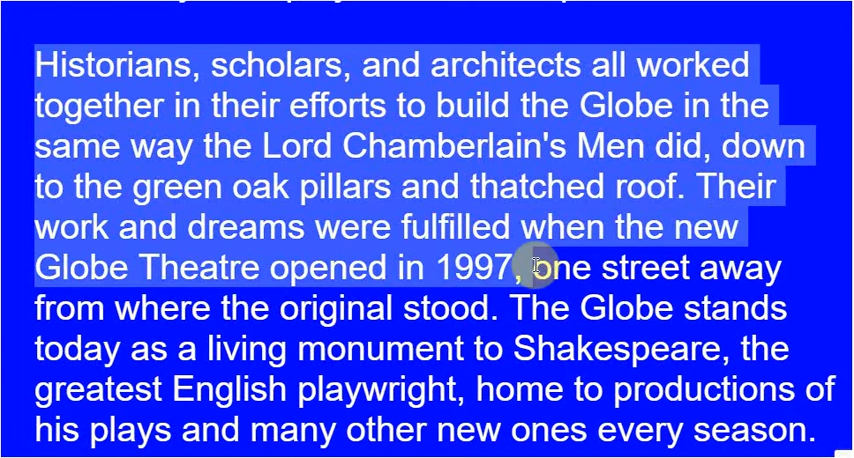 Historians, scholars, and architects all worked
together in their efforts to build the Globe in the
same way the Lord Chamberlain's Men did, down
to the green oak pillars and thatched roof. Their
work and dreams were fulfilled when the new
Globe Theatre opened in 1997, one street away
from where the original stood. The Globe stands
today as a living monument to Shakespeare, the
greatest English playwright, home to productions of
his plays and many other new ones every season.